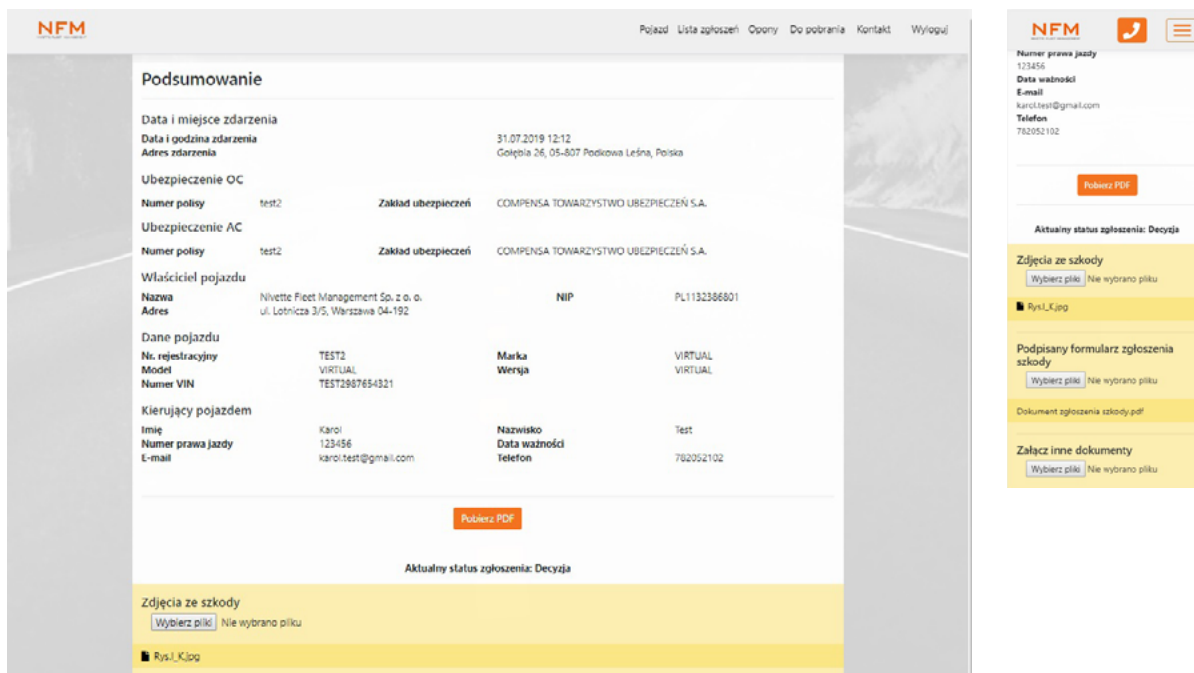 NFM
Pojazd Lista zgłoszeń Opony Do pobrania Kontakt Wyloguj
Podsumowanie
Data i miejsce zdarzenia
Data i godzina zdarzenia 31.07.2019 12:12
Adres zdarzenia Gołębia 26, 05-807 Podkowa Leśna, Polska
Ubezpieczenie OC
Numer polisy test2 Zakład ubezpieczeń COMPENSA TOWARZYSTWO UBEZPIECZEŃ S.A.
Ubezpieczenie AC
Numer polisy test2 Zakład ubezpieczeń COMPENSA TOWARZYSTWO UBEZPIECZEŃ S.A.
Właściciel pojazdu
Nazwa Nivette Fleet Management Sp. z o. o. NIP PL1132386801
Adres ul. Lotnicza 3/5, Warszawa 04-192
Dane pojazdu
Nr. rejestracyjny TEST2 Marka VIRTUAL
Model VIRTUAL Wersja VIRTUAL
Numer VIN TEST2987654321
Kierujący pojazdem
Imię Karol Nazwisko Test
Numer prawa jazdy 123456 Data ważności
E-mail karol.test@gmail.com Telefon 782052102
Pobierz PDF
Aktualny status zgłoszenia: Decyzja
Zdjęcia ze szkody
Wybierz pliki Nie wybrano pliku
Rys.I_K.jpg
NFM
Numer prawa jazdy
123456
Data ważności
E-mail
karol.test@gmail.com
Telefon
782052102
Pobierz PDF
Aktualny status zgłoszenia: Decyzja
Zdjęcia ze szkody
Wybierz pliki Nie wybrano pliku
Rys.I_K.jpg
Podpisany formularz zgłoszenia
szkody
Wybierz pliki Nie wybrano pliku
Dokument zgłoszenia szkody.pdf
Załącz inne dokumenty
Wybierz pliki Nie wybrano pliku